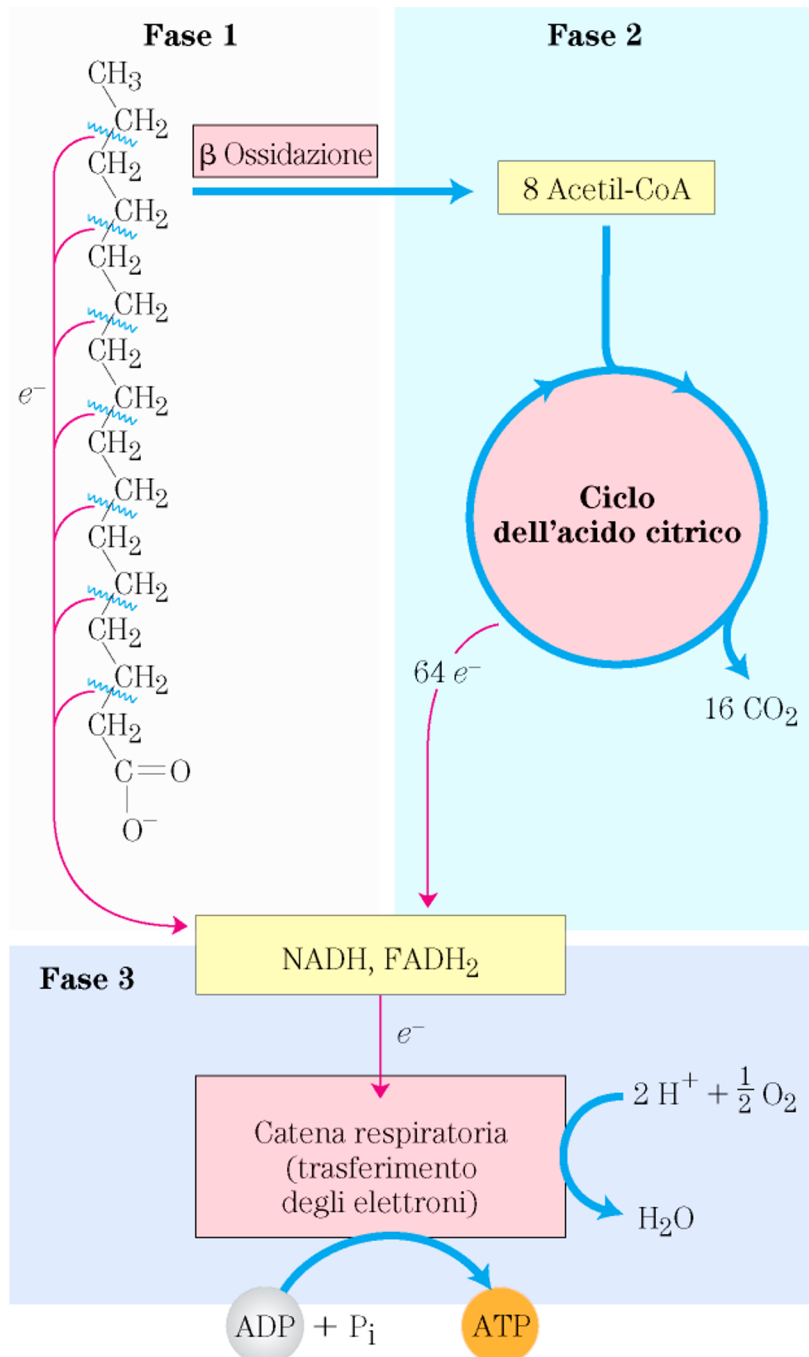 Fase 1
CH₃
CH₂
CH₂
CH₂
CH₂
CH₂
CH₂
CH₂
CH₂
CH₂
CH₂
CH₂
CH₂
CH₂
CH₂
C=O
O⁻
e⁻
β Ossidazione
Fase 2
8 Acetil-CoA
Ciclo
dell'acido citrico
64 e⁻
16 CO₂
NADH, FADH₂
Fase 3
e⁻
Catena respiratoria
(trasferimento
degli elettroni)
2 H⁺ + ½ O₂
H₂O
ADP + Pᵢ
ATP